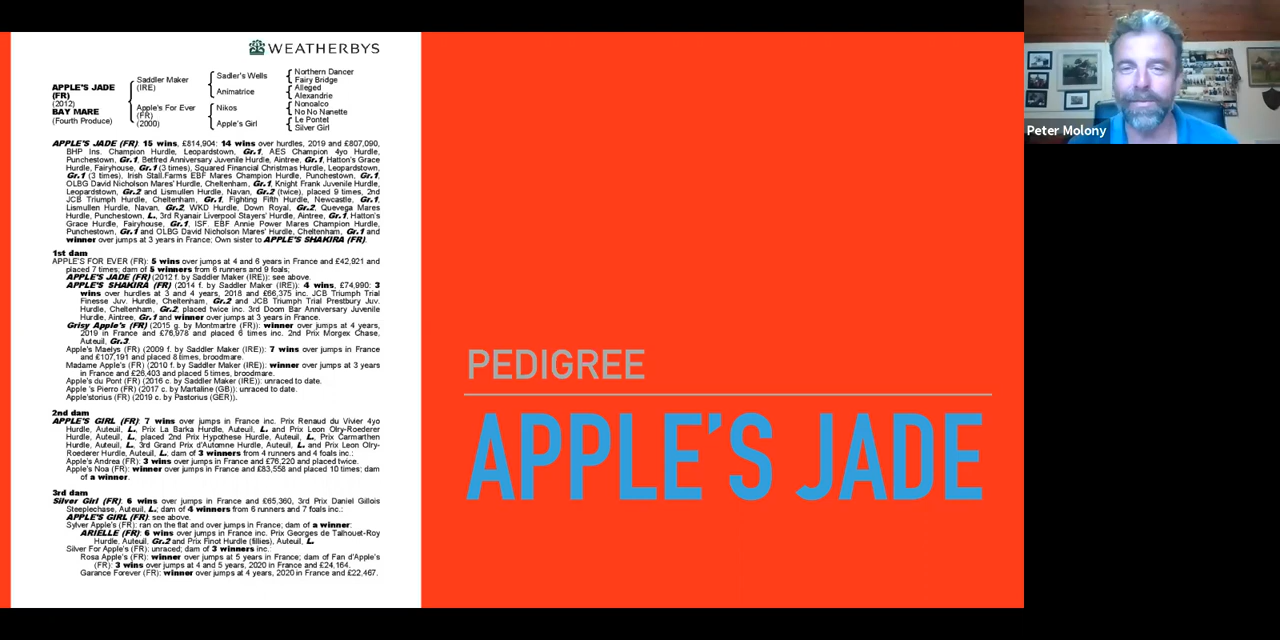 WEATHERBYS
APPLE'S JADE
(FR)
(2012)
BAY MARE
(Fourth Produce)
Saddler Maker
(IRE)
Apple's For Ever
(FR)
(2000)
Sadler's Wells
Animatrice
Nikos
Apple's Girl
Northern Dancer
Fairy Bridge
Alleged
Alexandrie
Nonoalco
No No Nanette
Le Pontet
Silver Girl
APPLE'S JADE (FR): 15 wins, £814,904: 14 wins over hurdles, 2019 and £807,090,
BHP Ins. Champion Hurdle, Leopardstown, Gr.1, AES Champion 4yo Hurdle,
Punchestown, Gr.1, Betfred Anniversary Juvenile Hurdle, Aintree, Gr.1, Hatton's Grace
Hurdle, Fairyhouse, Gr.1 (3 times), Squared Financial Christmas Hurdle, Leopardstown,
Gr.1 (3 times), Irish Stall.Farms EBF Mares Champion Hurdle, Punchestown, Gr.1,
OLBG David Nicholson Mares' Hurdle, Cheltenham, Gr.1, Knight Frank Juvenile Hurdle,
Leopardstown, Gr.2 and Lismullen Hurdle, Navan, Gr.2 (twice), placed 9 times, 2nd
JCB Triumph Hurdle, Cheltenham, Gr.1, Fighting Fifth Hurdle, Newcastle, Gr.1,
Lismullen Hurdle, Navan, Gr.2, WKD Hurdle, Down Royal, Gr.2, Quevega Mares
Hurdle, Punchestown, L., 3rd Ryanair Liverpool Stayers' Hurdle, Aintree, Gr.1, Hatton's
Grace Hurdle, Fairyhouse, Gr.1, ISF. EBF Annie Power Mares Champion Hurdle,
Punchestown, Gr.1 and OLBG David Nicholson Mares' Hurdle, Cheltenham, Gr.1 and
winner over jumps at 3 years in France; Own sister to APPLE'S SHAKIRA (FR).
1st dam
APPLE'S FOR EVER (FR): 5 wins over jumps at 4 and 6 years in France and £42,921 and
placed 7 times; dam of 5 winners from 6 runners and 9 foals;
APPLE'S JADE (FR) (2012 f. by Saddler Maker (IRE)): see above.
APPLE'S SHAKIRA (FR) (2014 f. by Saddler Maker (IRE)): 4 wins, £74,990: 3
wins over hurdles at 3 and 4 years, 2018 and £66,375 inc. JCB Triumph Trial
Finesse Juv. Hurdle, Cheltenham, Gr.2 and JCB Triumph Trial Prestbury Juv.
Hurdle, Cheltenham, Gr.2, placed twice inc. 3rd Doom Bar Anniversary Juvenile
Hurdle, Aintree, Gr.1 and winner over jumps at 3 years in France.
Grisy Apple's (FR) (2015 g. by Montmartre (FR)): winner over jumps at 4 years,
2019 in France and £76,978 and placed 6 times inc. 2nd Prix Morgex Chase,
Auteuil, Gr.3.
Apple's Maelys (FR) (2009 f. by Saddler Maker (IRE)): 7 wins over jumps in France
and £107,191 and placed 8 times, broodmare.
Madame Apple's (FR) (2010 f. by Saddler Maker (IRE)): winner over jumps at 3 years
in France and £26,403 and placed 5 times, broodmare.
Apple's du Pont (FR) (2016 c. by Saddler Maker (IRE)): unraced to date.
Apple 's Pierro (FR) (2017 c. by Martaline (GB)): unraced to date.
Apple'storius (FR) (2019 c. by Pastorius (GER)).
2nd dam
APPLE'S GIRL (FR): 7 wins over jumps in France inc. Prix Renaud du Vivier 4yo
Hurdle, Auteuil, L., Prix La Barka Hurdle, Auteuil, L. and Prix Leon Olry-Roederer
Hurdle, Auteuil, L., placed 2nd Prix Hypothese Hurdle, Auteuil, L., Prix Carmarthen
Hurdle, Auteuil, L, 3rd Grand Prix d'Automne Hurdle, Auteuil, L. and Prix Leon Olry-
Roederer Hurdle, Auteuil, L.; dam of 3 winners from 4 runners and 4 foals inc.:
Apple's Andrea (FR): 3 wins over jumps in France and £76,220 and placed twice.
Apple's Noa (FR): winner over jumps in France and £83,558 and placed 10 times; dam
of a winner.
3rd dam
Silver Girl (FR): 6 wins over jumps in France and £65,360, 3rd Prix Daniel Gillois
Steeplechase, Auteuil, L.; dam of 4 winners from 6 runners and 7 foals inc.:
APPLE'S GIRL (FR): see above.
Sylver Apple's (FR): ran on the flat and over jumps in France; dam of a winner:
ARIELLE (FR): 6 wins over jumps in France inc. Prix Georges de Talhouet-Roy
Hurdle, Auteuil, Gr.2 and Prix Finot Hurdle (fillies), Auteuil, L.
Silver For Apple's (FR): unraced; dam of 3 winners inc.:
Rosa Apple's (FR): winner over jumps at 5 years in France; dam of Fan d'Apple's
(FR): 3 wins over jumps at 4 and 5 years, 2020 in France and £24,164.
Garance Forever (FR): winner over jumps at 4 years, 2020 in France and £22,467.
PEDIGREE
APPLE'S JADE
Peter Molony